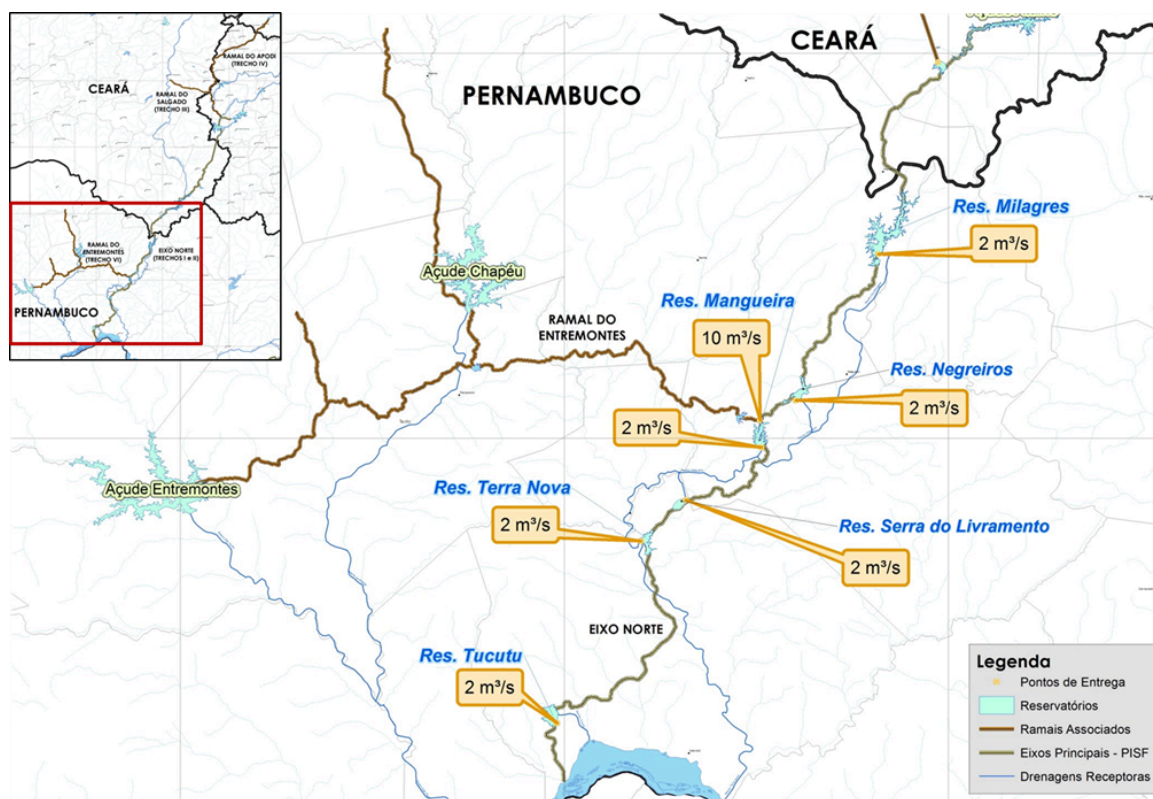 RAMAL DO APODI
(TRECHO IV)
CEARÁ
RAMAL DO
SALGADO
(TRECHO III)
RAMAL DO
ENTREMONTES
(TRECHO VI)
EIXO NORTE
(TRECHOS I e II)
PERNAMBUCO
CEARÁ
PERNAMBUCO
Res. Milagres
2 m³/s
Açude Chapéu
Res. Mangueira
RAMAL DO
ENTREMONTES
10 m³/s
Res. Negreiros
2 m³/s
2 m³/s
Açude Entremontes
Res. Terra Nova
2 m³/s
Res. Serra do Livramento
2 m³/s
EIXO NORTE
Res. Tucutu
2 m³/s
Legenda
Pontos de Entrega
Reservatórios
Ramais Associados
Eixos Principais - PISF
Drenagens Receptoras